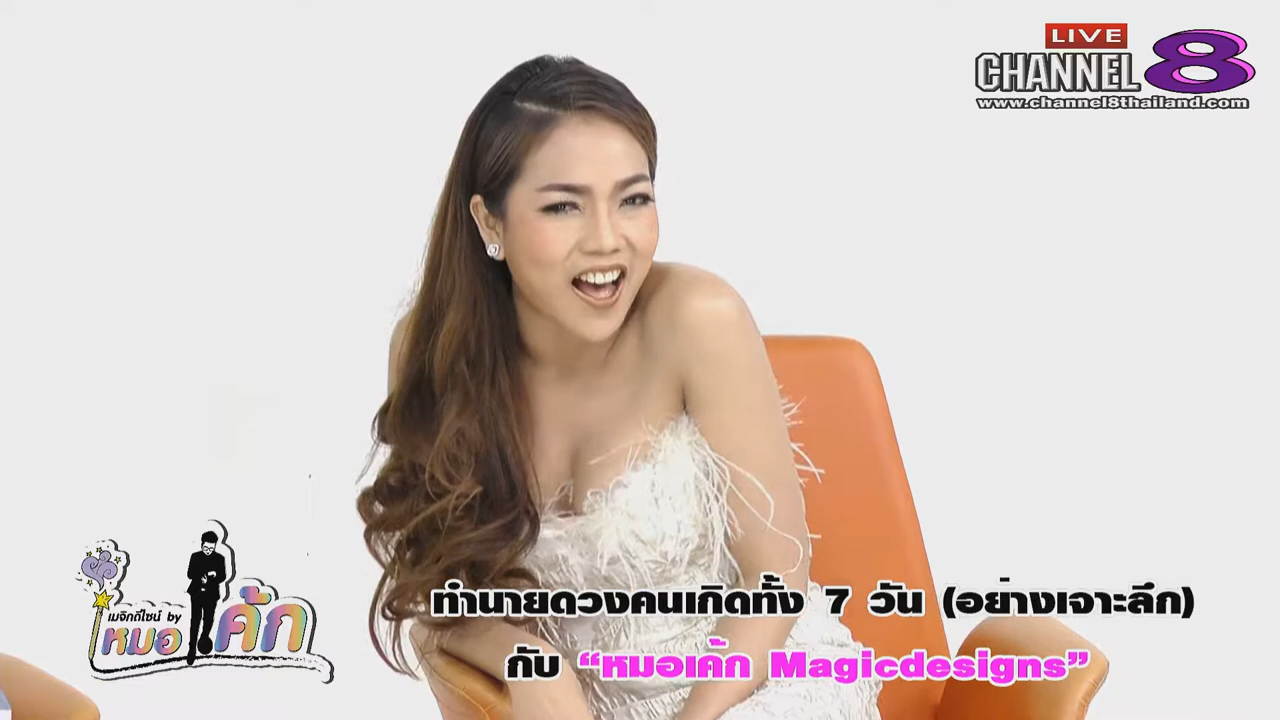 LIVE
CHANNEL 8
www.channel8thailand.com
เมจิกดีไซน์ by
หมอเค้ก
ทำนายดวงคนเกิดทั้ง 7 วัน (อย่างเจาะลึก)
กับ “หมอเค้ก Magicdesigns”